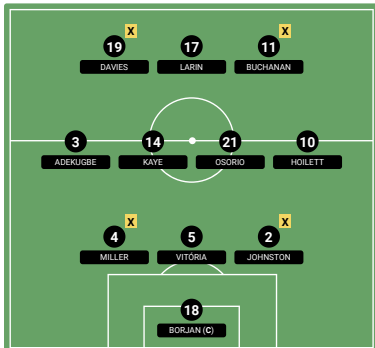 X X
19 17 11
DAVIES LARIN BUCHANAN
3 14 21 10
ADEKUGBE KAYE OSORIO HOILETT
X X
4 5 2
MILLER VITÓRIA JOHNSTON
18
BORJAN (C)